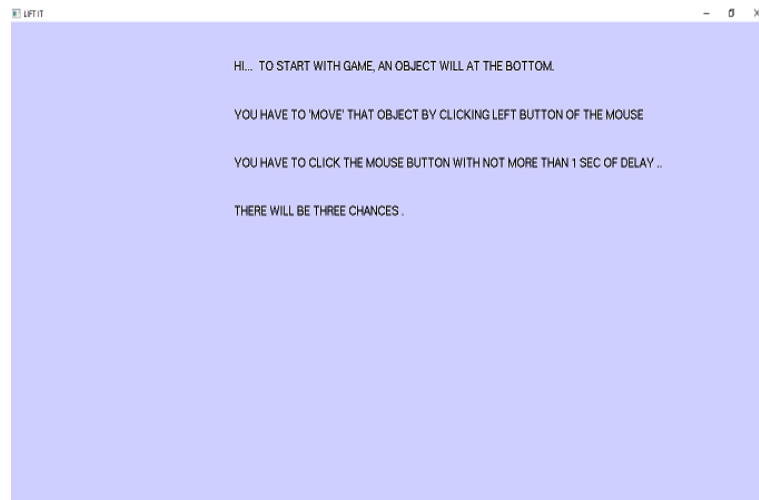 LIFT IT
HI... TO START WITH GAME, AN OBJECT WILL AT THE BOTTOM.
YOU HAVE TO 'MOVE' THAT OBJECT BY CLICKING LEFT BUTTON OF THE MOUSE
YOU HAVE TO CLICK THE MOUSE BUTTON WITH NOT MORE THAN 1 SEC OF DELAY ..
THERE WILL BE THREE CHANCES .